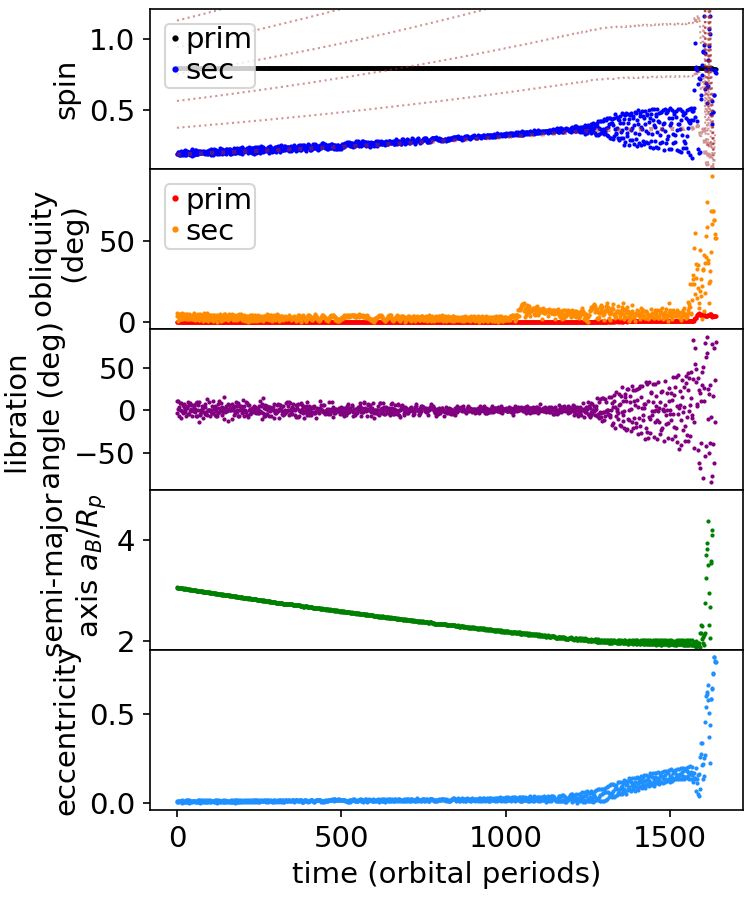 1.0
0.5
spin
prim
sec
50
0
obliquity
(deg)
prim
sec
50
0
−50
libration
angle (deg)
4
2
semi-major
axis a_B/R_p
0.5
0.0
eccentricity
0 500 1000 1500
time (orbital periods)